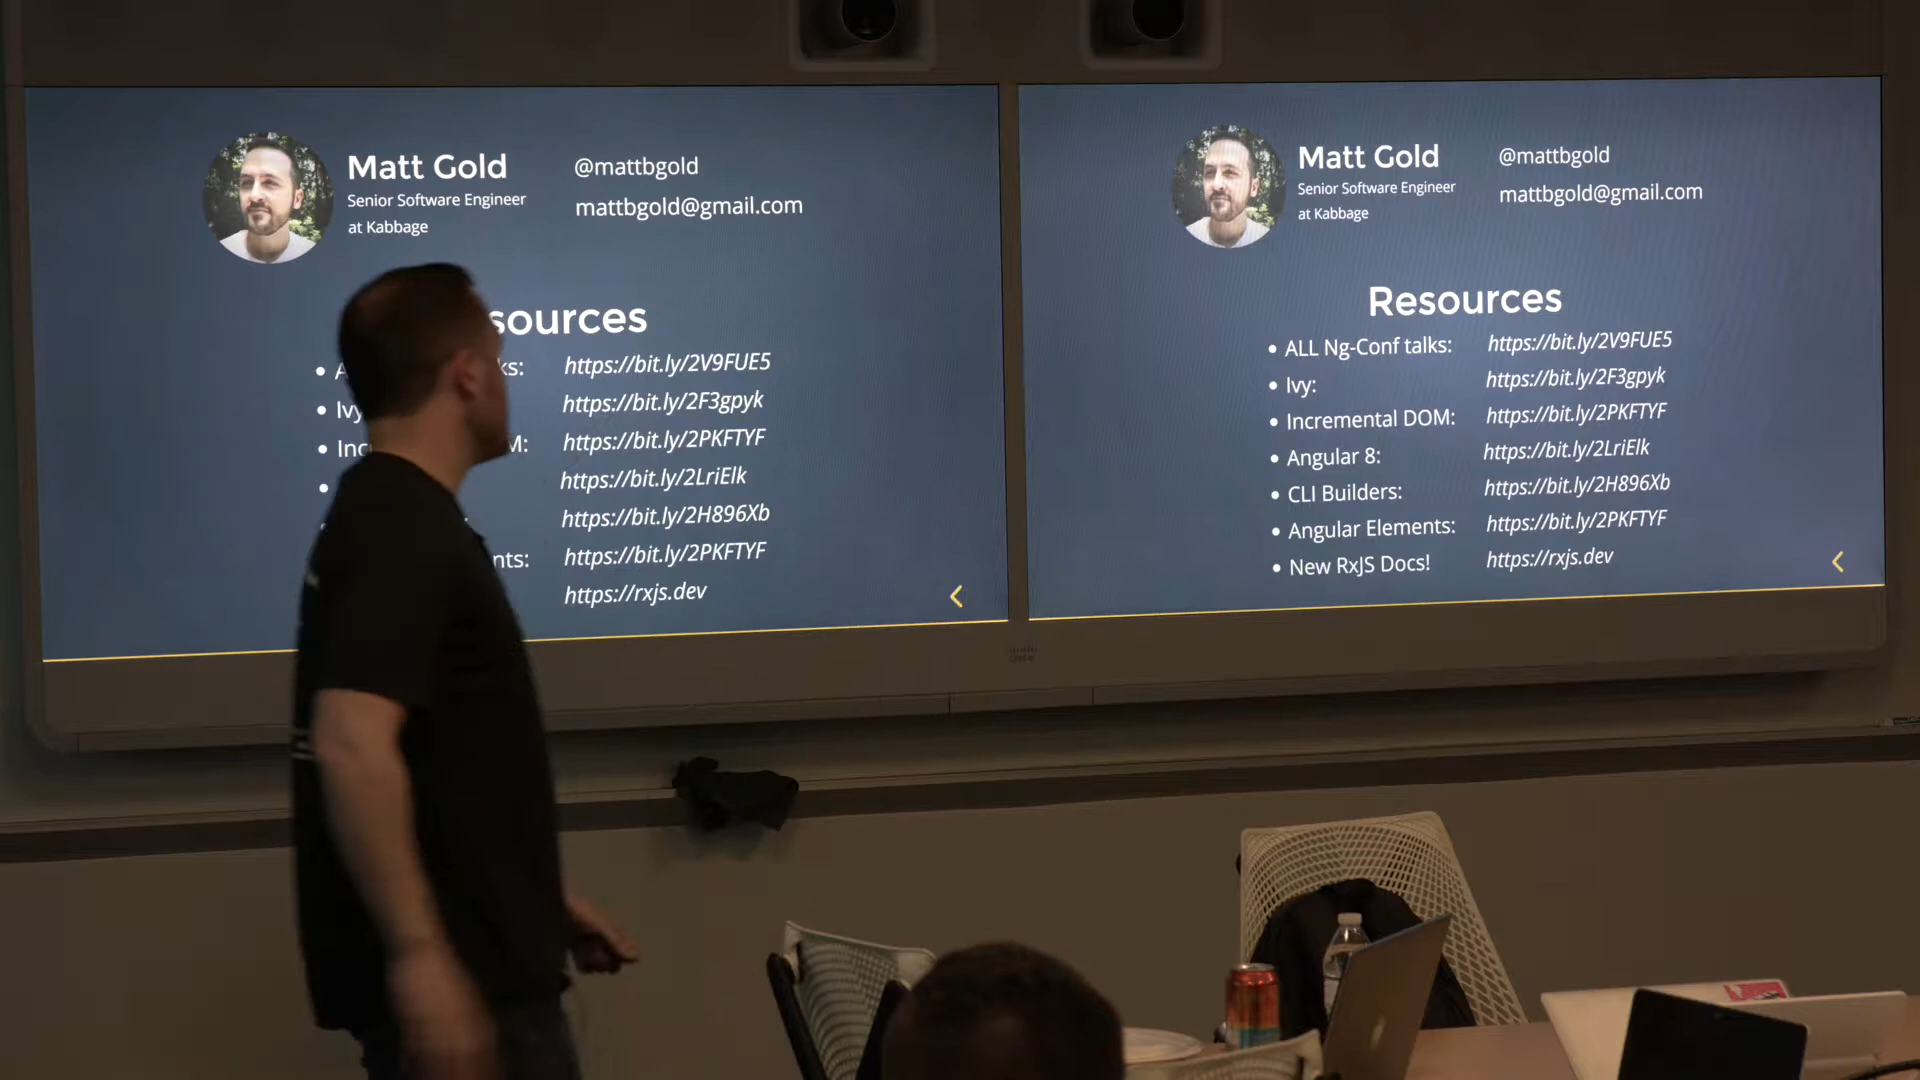 Matt Gold
Senior Software Engineer
at Kabbage
@mattbgold
mattbgold@gmail.com
sources
ks: https://bit.ly/2V9FUE5
Ivy https://bit.ly/2F3gpyk
Inc M: https://bit.ly/2PKFTYF
https://bit.ly/2LriElk
https://bit.ly/2H896Xb
nts: https://bit.ly/2PKFTYF
https://rxjs.dev
Matt Gold
Senior Software Engineer
at Kabbage
@mattbgold
mattbgold@gmail.com
Resources
• ALL Ng-Conf talks: https://bit.ly/2V9FUE5
• Ivy: https://bit.ly/2F3gpyk
• Incremental DOM: https://bit.ly/2PKFTYF
• Angular 8: https://bit.ly/2LriElk
• CLI Builders: https://bit.ly/2H896Xb
• Angular Elements: https://bit.ly/2PKFTYF
• New RxJS Docs! https://rxjs.dev